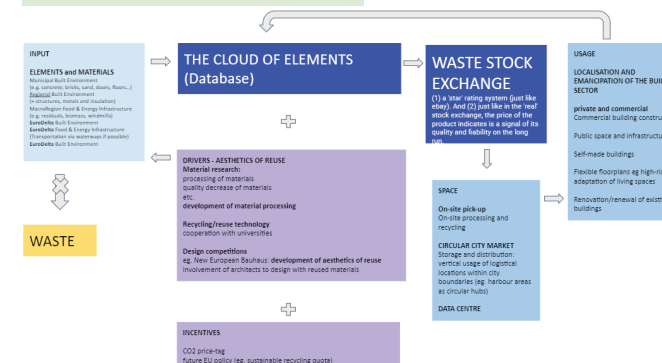 INPUT
ELEMENTS and MATERIALS
Municipal Built Environment
(e.g. concrete, bricks, sand, doors, floors...)
Regional Built Environment
(+ structures, metals and insulation)
MacroRegion Food & Energy Infrastructure
(e.g. residuals, biomass, windmills)
EuroDelta Built Environment
EuroDelta Food & Energy Infrastructure
(Transportation via waterways if possible)
EuroDelta Built Environment
WASTE
THE CLOUD OF ELEMENTS
(Database)
DRIVERS - AESTHETICS OF REUSE
Material research:
processing of materials
quality decrease of materials
etc.
development of material processing
Recycling/reuse technology
cooperation with universities
Design competitions
eg. New European Bauhaus: development of aesthetics of reuse
involvement of architects to design with reused materials
INCENTIVES
CO2 price-tag
future EU policy (eg. sustainable recycling quota)
WASTE STOCK
EXCHANGE
(1) a 'star' rating system (just like
ebay). And (2) just like in the 'real'
stock exchange, the price of the
product indicates is a signal of its
quality and fiability on the long
run.
SPACE
On-site pick-up
On-site processing and
recycling
CIRCULAR CITY MARKET
Storage and distribution:
vertical usage of logistical
locations within city
boundaries (eg. harbour areas
as circular hubs)
DATA CENTRE
USAGE
LOCALISATION AND
EMANCIPATION OF THE
SECTOR
private and commercial
Commercial building
Public space and
Self-made buildings
Flexible floorplans eg
adaptation of living spaces
Renovation/renewal of
buildings